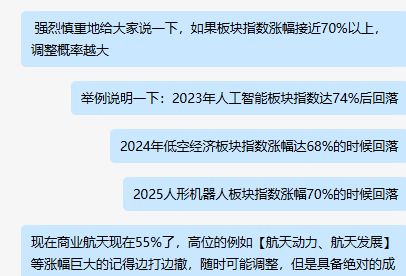 强烈慎重地给大家说一下，如果板块指数涨幅接近70%以上，
调整概率越大
举例说明一下：2023年人工智能板块指数达74%后回落
2024年低空经济板块指数涨幅达68%的时候回落
2025人形机器人板块指数涨幅70%的时候回落
现在商业航天现在55%了，高位的例如【航天动力、航天发展】
等涨幅巨大的记得边打边撤，随时可能调整，但是具备绝对的成